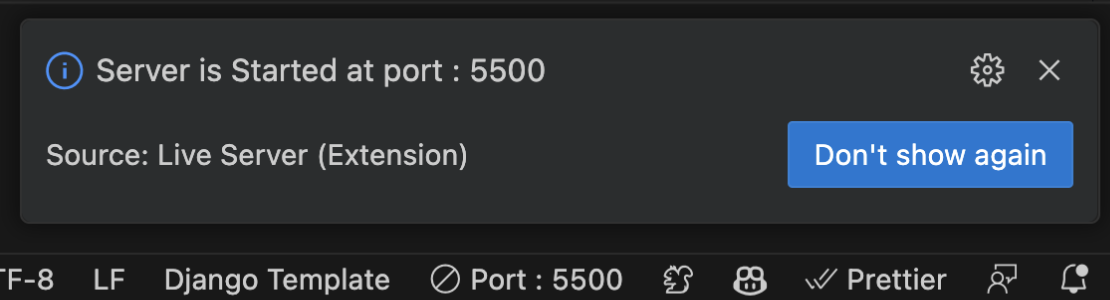 Server is Started at port : 5500
Source: Live Server (Extension)
Don't show again
TF-8 LF Django Template Port : 5500 Prettier